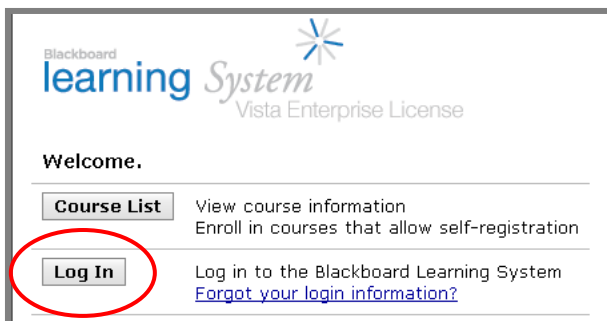 Blackboard
learning System
Vista Enterprise License
Welcome.
Course List View course information
Enroll in courses that allow self-registration
Log In Log in to the Blackboard Learning System
Forgot your login information?